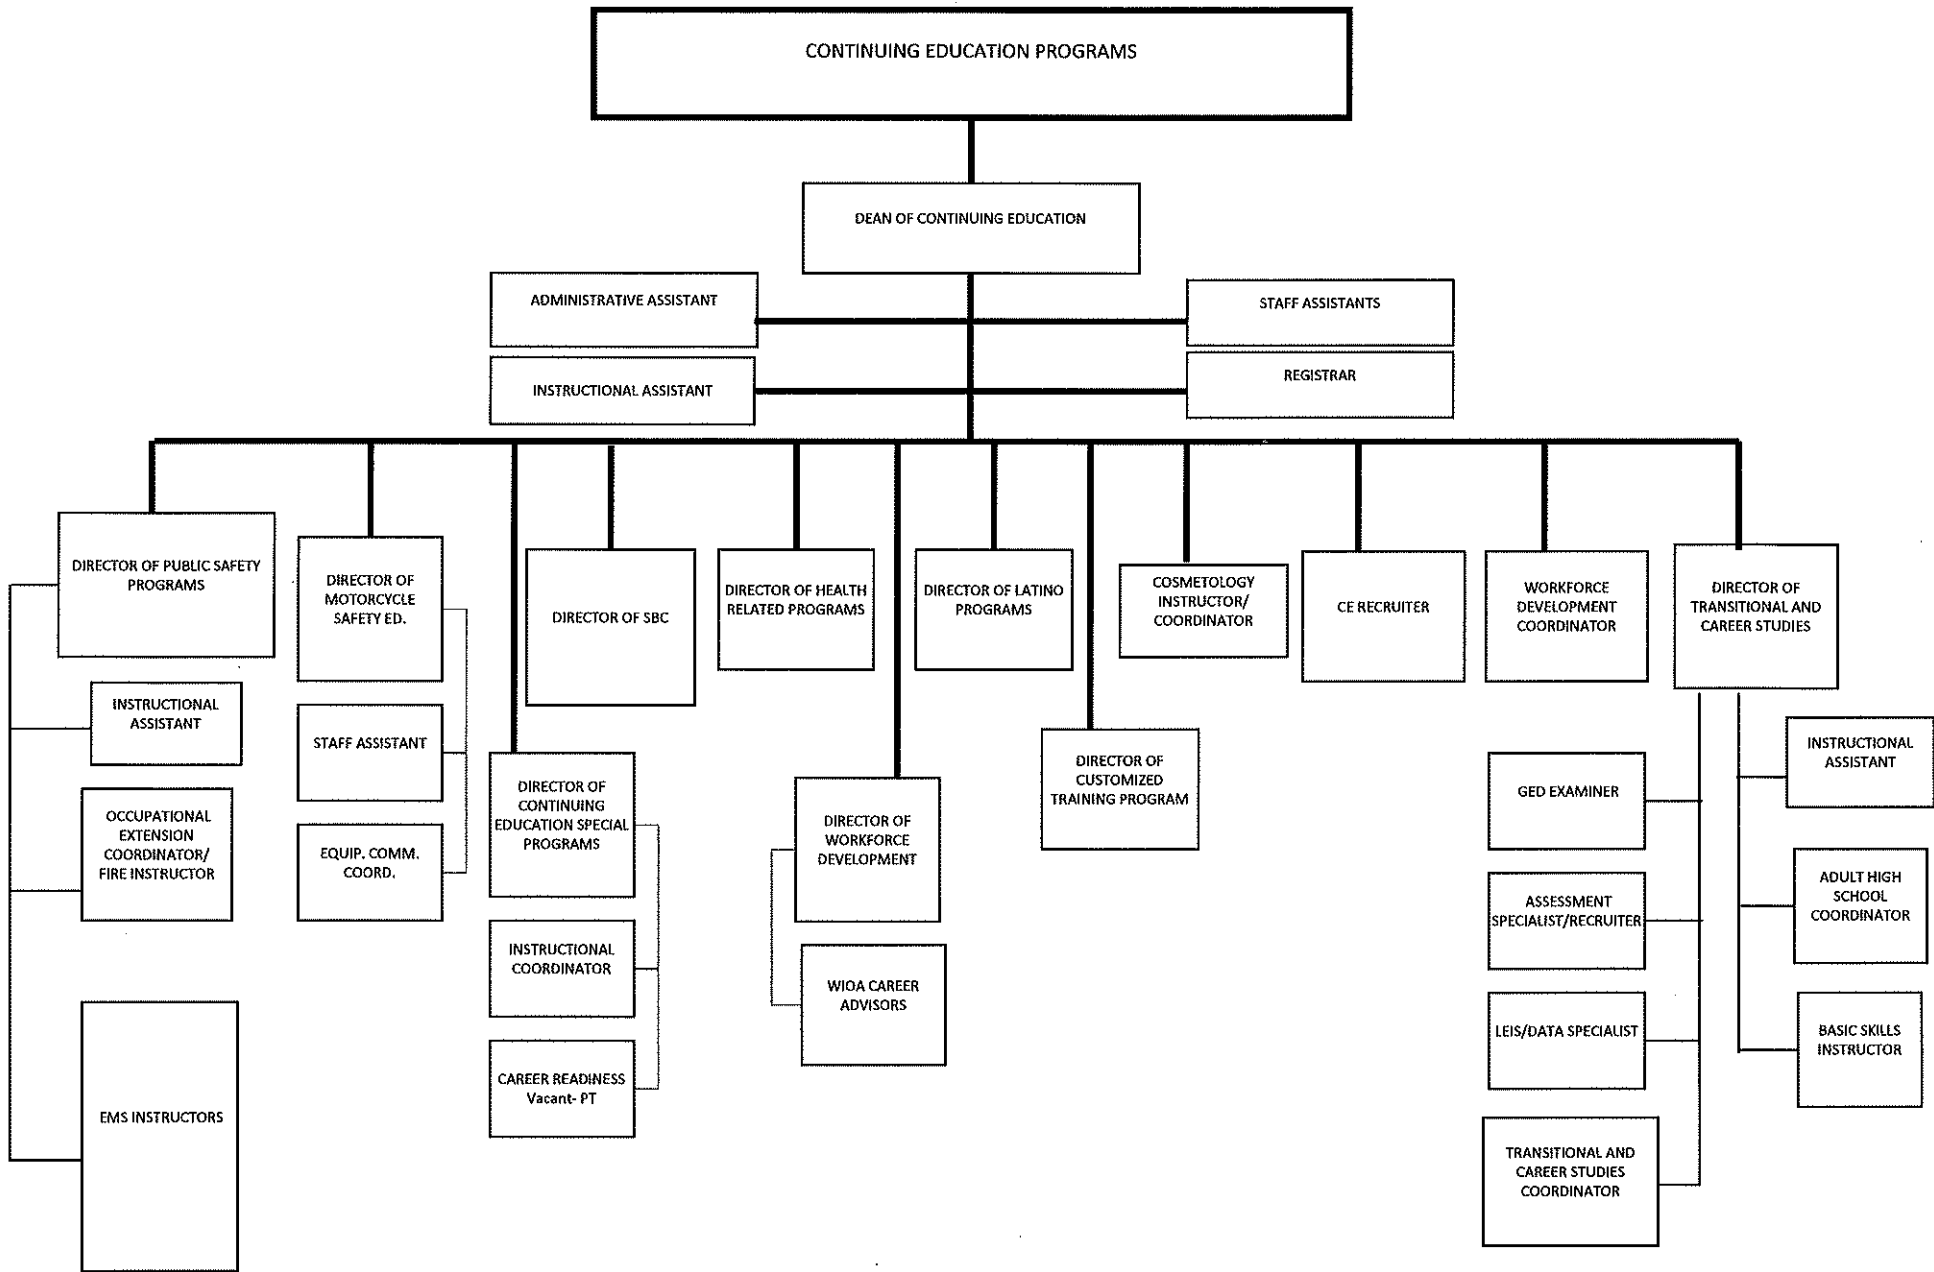 CONTINUING EDUCATION PROGRAMS
DEAN OF CONTINUING EDUCATION
ADMINISTRATIVE ASSISTANT
STAFF ASSISTANTS
INSTRUCTIONAL ASSISTANT
REGISTRAR
DIRECTOR OF PUBLIC SAFETY
PROGRAMS
INSTRUCTIONAL
ASSISTANT
OCCUPATIONAL
EXTENSION
COORDINATOR/
FIRE INSTRUCTOR
EMS INSTRUCTORS
DIRECTOR OF
MOTORCYCLE
SAFETY ED.
STAFF ASSISTANT
EQUIP. COMM.
COORD.
DIRECTOR OF
CONTINUING
EDUCATION SPECIAL
PROGRAMS
INSTRUCTIONAL
COORDINATOR
CAREER READINESS
Vacant- PT
DIRECTOR OF SBC
DIRECTOR OF HEALTH
RELATED PROGRAMS
DIRECTOR OF
WORKFORCE
DEVELOPMENT
WIOA CAREER
ADVISORS
DIRECTOR OF LATINO
PROGRAMS
DIRECTOR OF
CUSTOMIZED
TRAINING PROGRAM
COSMETOLOGY
INSTRUCTOR/
COORDINATOR
CE RECRUITER
WORKFORCE
DEVELOPMENT
COORDINATOR
DIRECTOR OF
TRANSITIONAL AND
CAREER STUDIES
GED EXAMINER
ASSESSMENT
SPECIALIST/RECRUITER
LEIS/DATA SPECIALIST
TRANSITIONAL AND
CAREER STUDIES
COORDINATOR
INSTRUCTIONAL
ASSISTANT
ADULT HIGH
SCHOOL
COORDINATOR
BASIC SKILLS
INSTRUCTOR